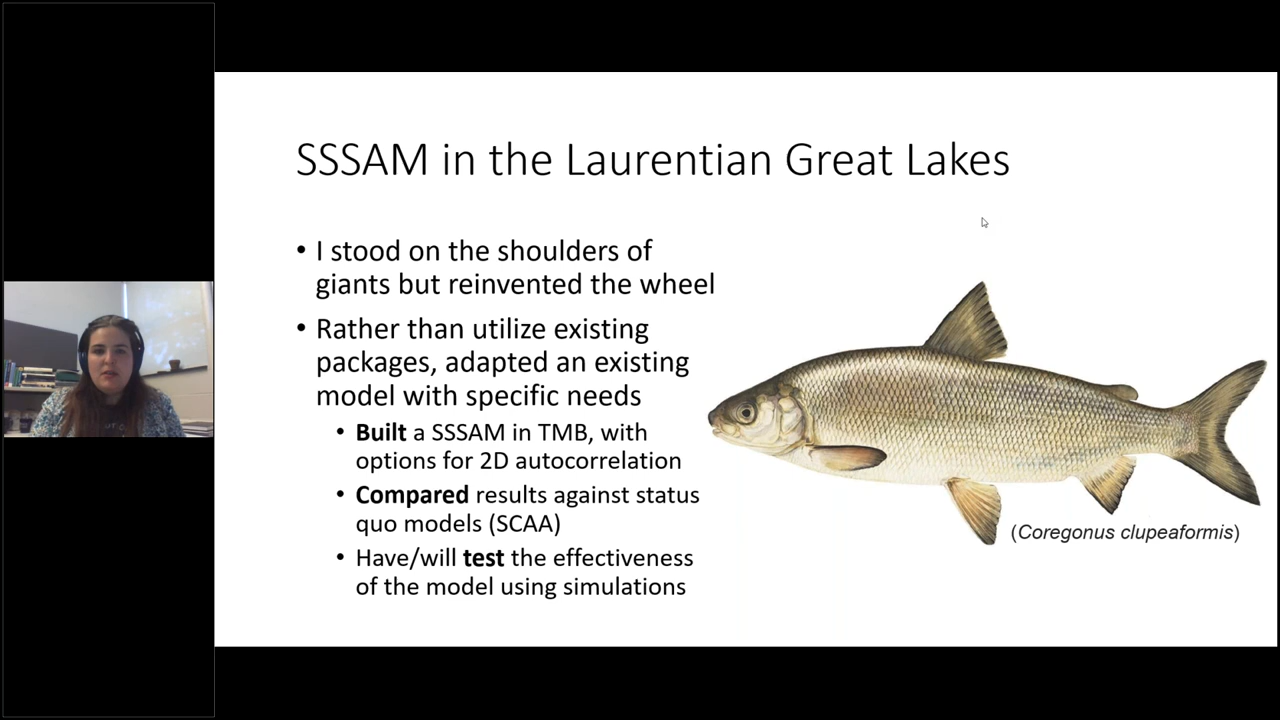 SSSAM in the Laurentian Great Lakes
• I stood on the shoulders of
giants but reinvented the wheel
• Rather than utilize existing
packages, adapted an existing
model with specific needs
• Built a SSSAM in TMB, with
options for 2D autocorrelation
• Compared results against status
quo models (SCAA)
• Have/will test the effectiveness
of the model using simulations
(Coregonus clupeaformis)